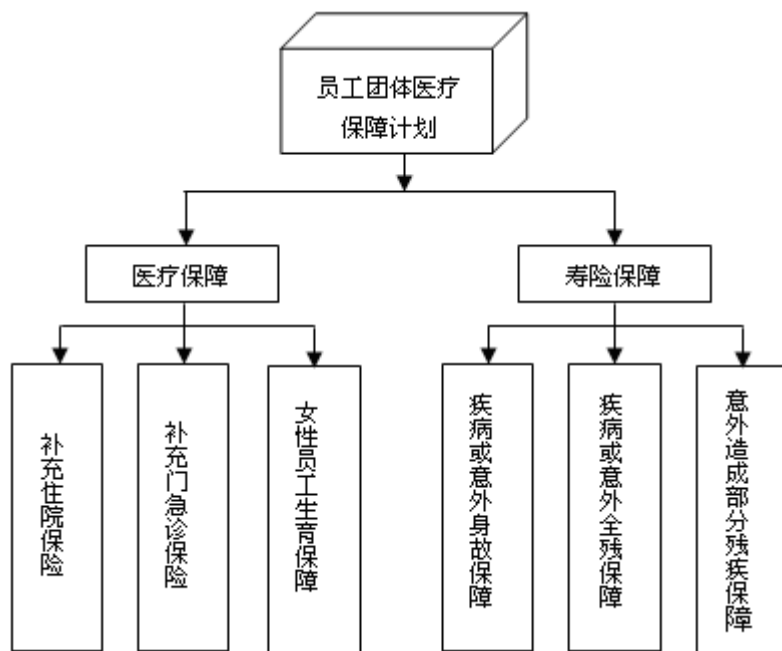 员工团体医疗
保障计划
医疗保障
寿险保障
补充住院保险
补充门急诊保险
女性员工生育保障
疾病或意外身故保障
疾病或意外全残保障
意外造成部分残疾保障